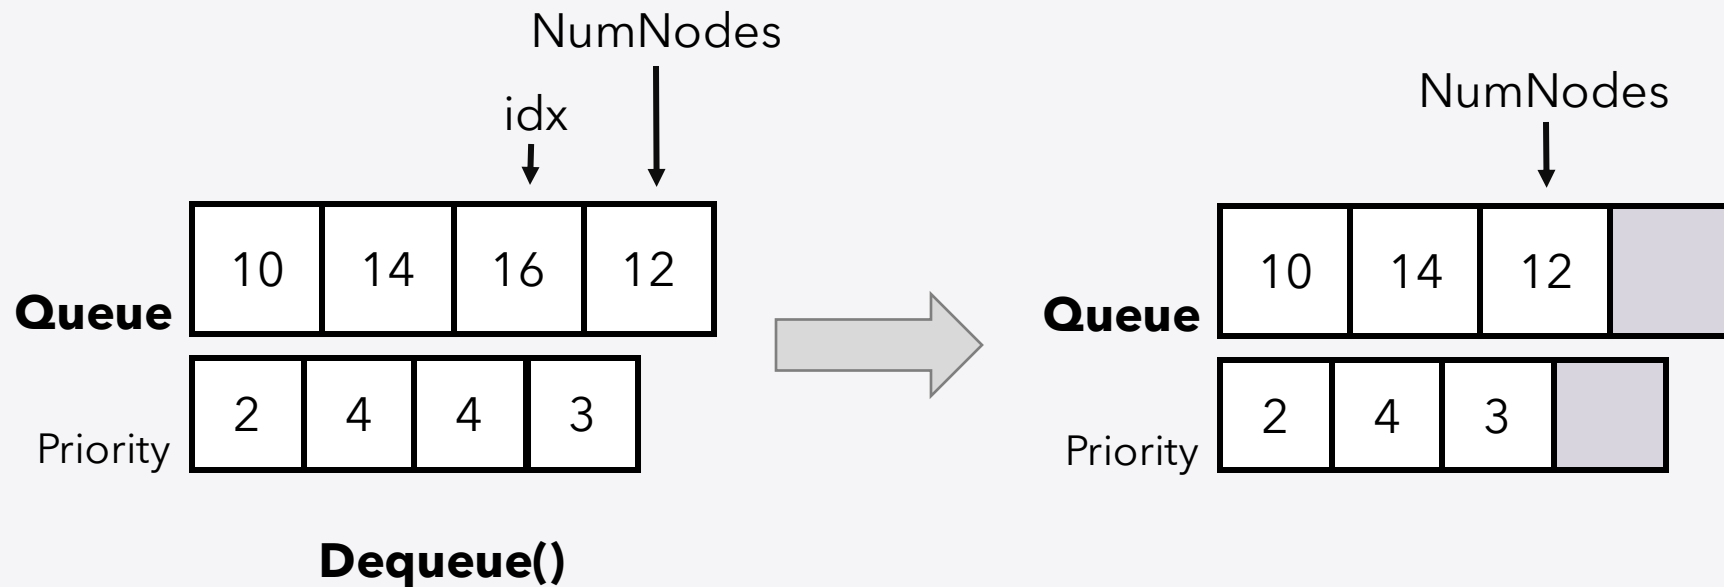 NumNodes
idx
10 14 16 12
Queue
2 4 4 3
Priority
Dequeue()
NumNodes
10 14 12
Queue
2 4 3
Priority